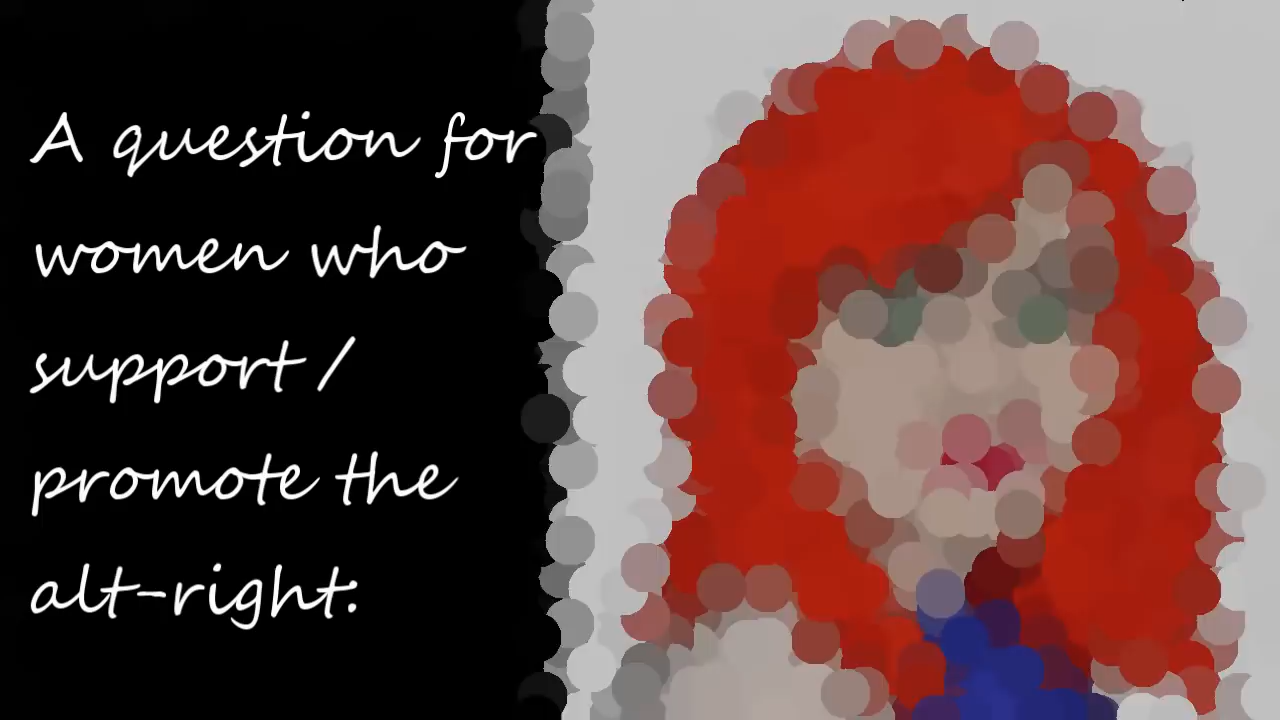 A question for
women who
support /
promote the
alt-right: